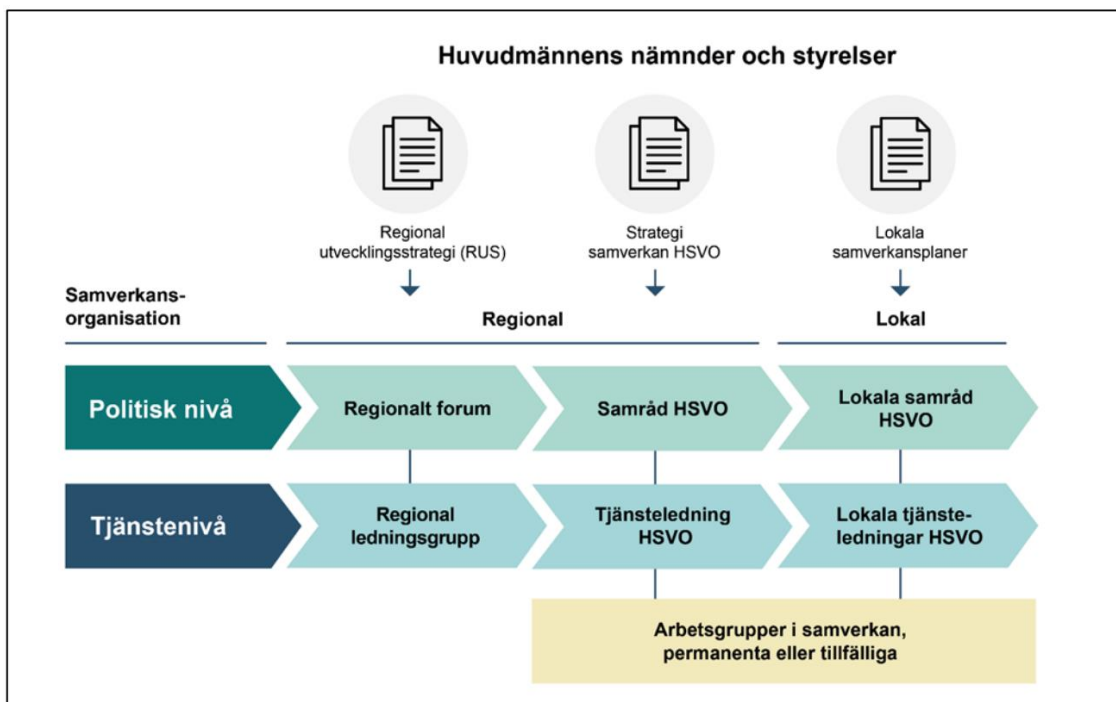 Huvudmännens nämnder och styrelser
Regional
utvecklingsstrategi (RUS)
Strategi
samverkan HSVO
Lokala
samverkansplaner
Samverkans-
organisation
Regional
Lokal
Politisk nivå
Regionalt forum
Samråd HSVO
Lokala samråd
HSVO
Tjänstenivå
Regional
ledningsgrupp
Tjänsteledning
HSVO
Lokala tjänste-
ledningar HSVO
Arbetsgrupper i samverkan,
permanenta eller tillfälliga